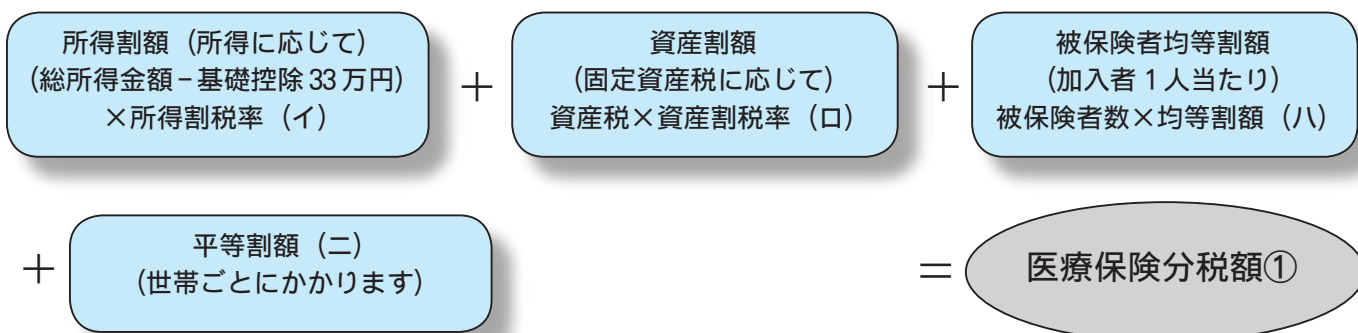 所得割額（所得に応じて）
(総所得金額－基礎控除 33 万円)
×所得割税率（イ）
＋
資産割額
(固定資産税に応じて)
資産税×資産割税率（ロ）
＋
被保険者均等割額
(加入者 1 人当たり)
被保険者数×均等割額（ハ）
＋
平等割額（ニ）
(世帯ごとにかかります)
＝
医療保険分税額①